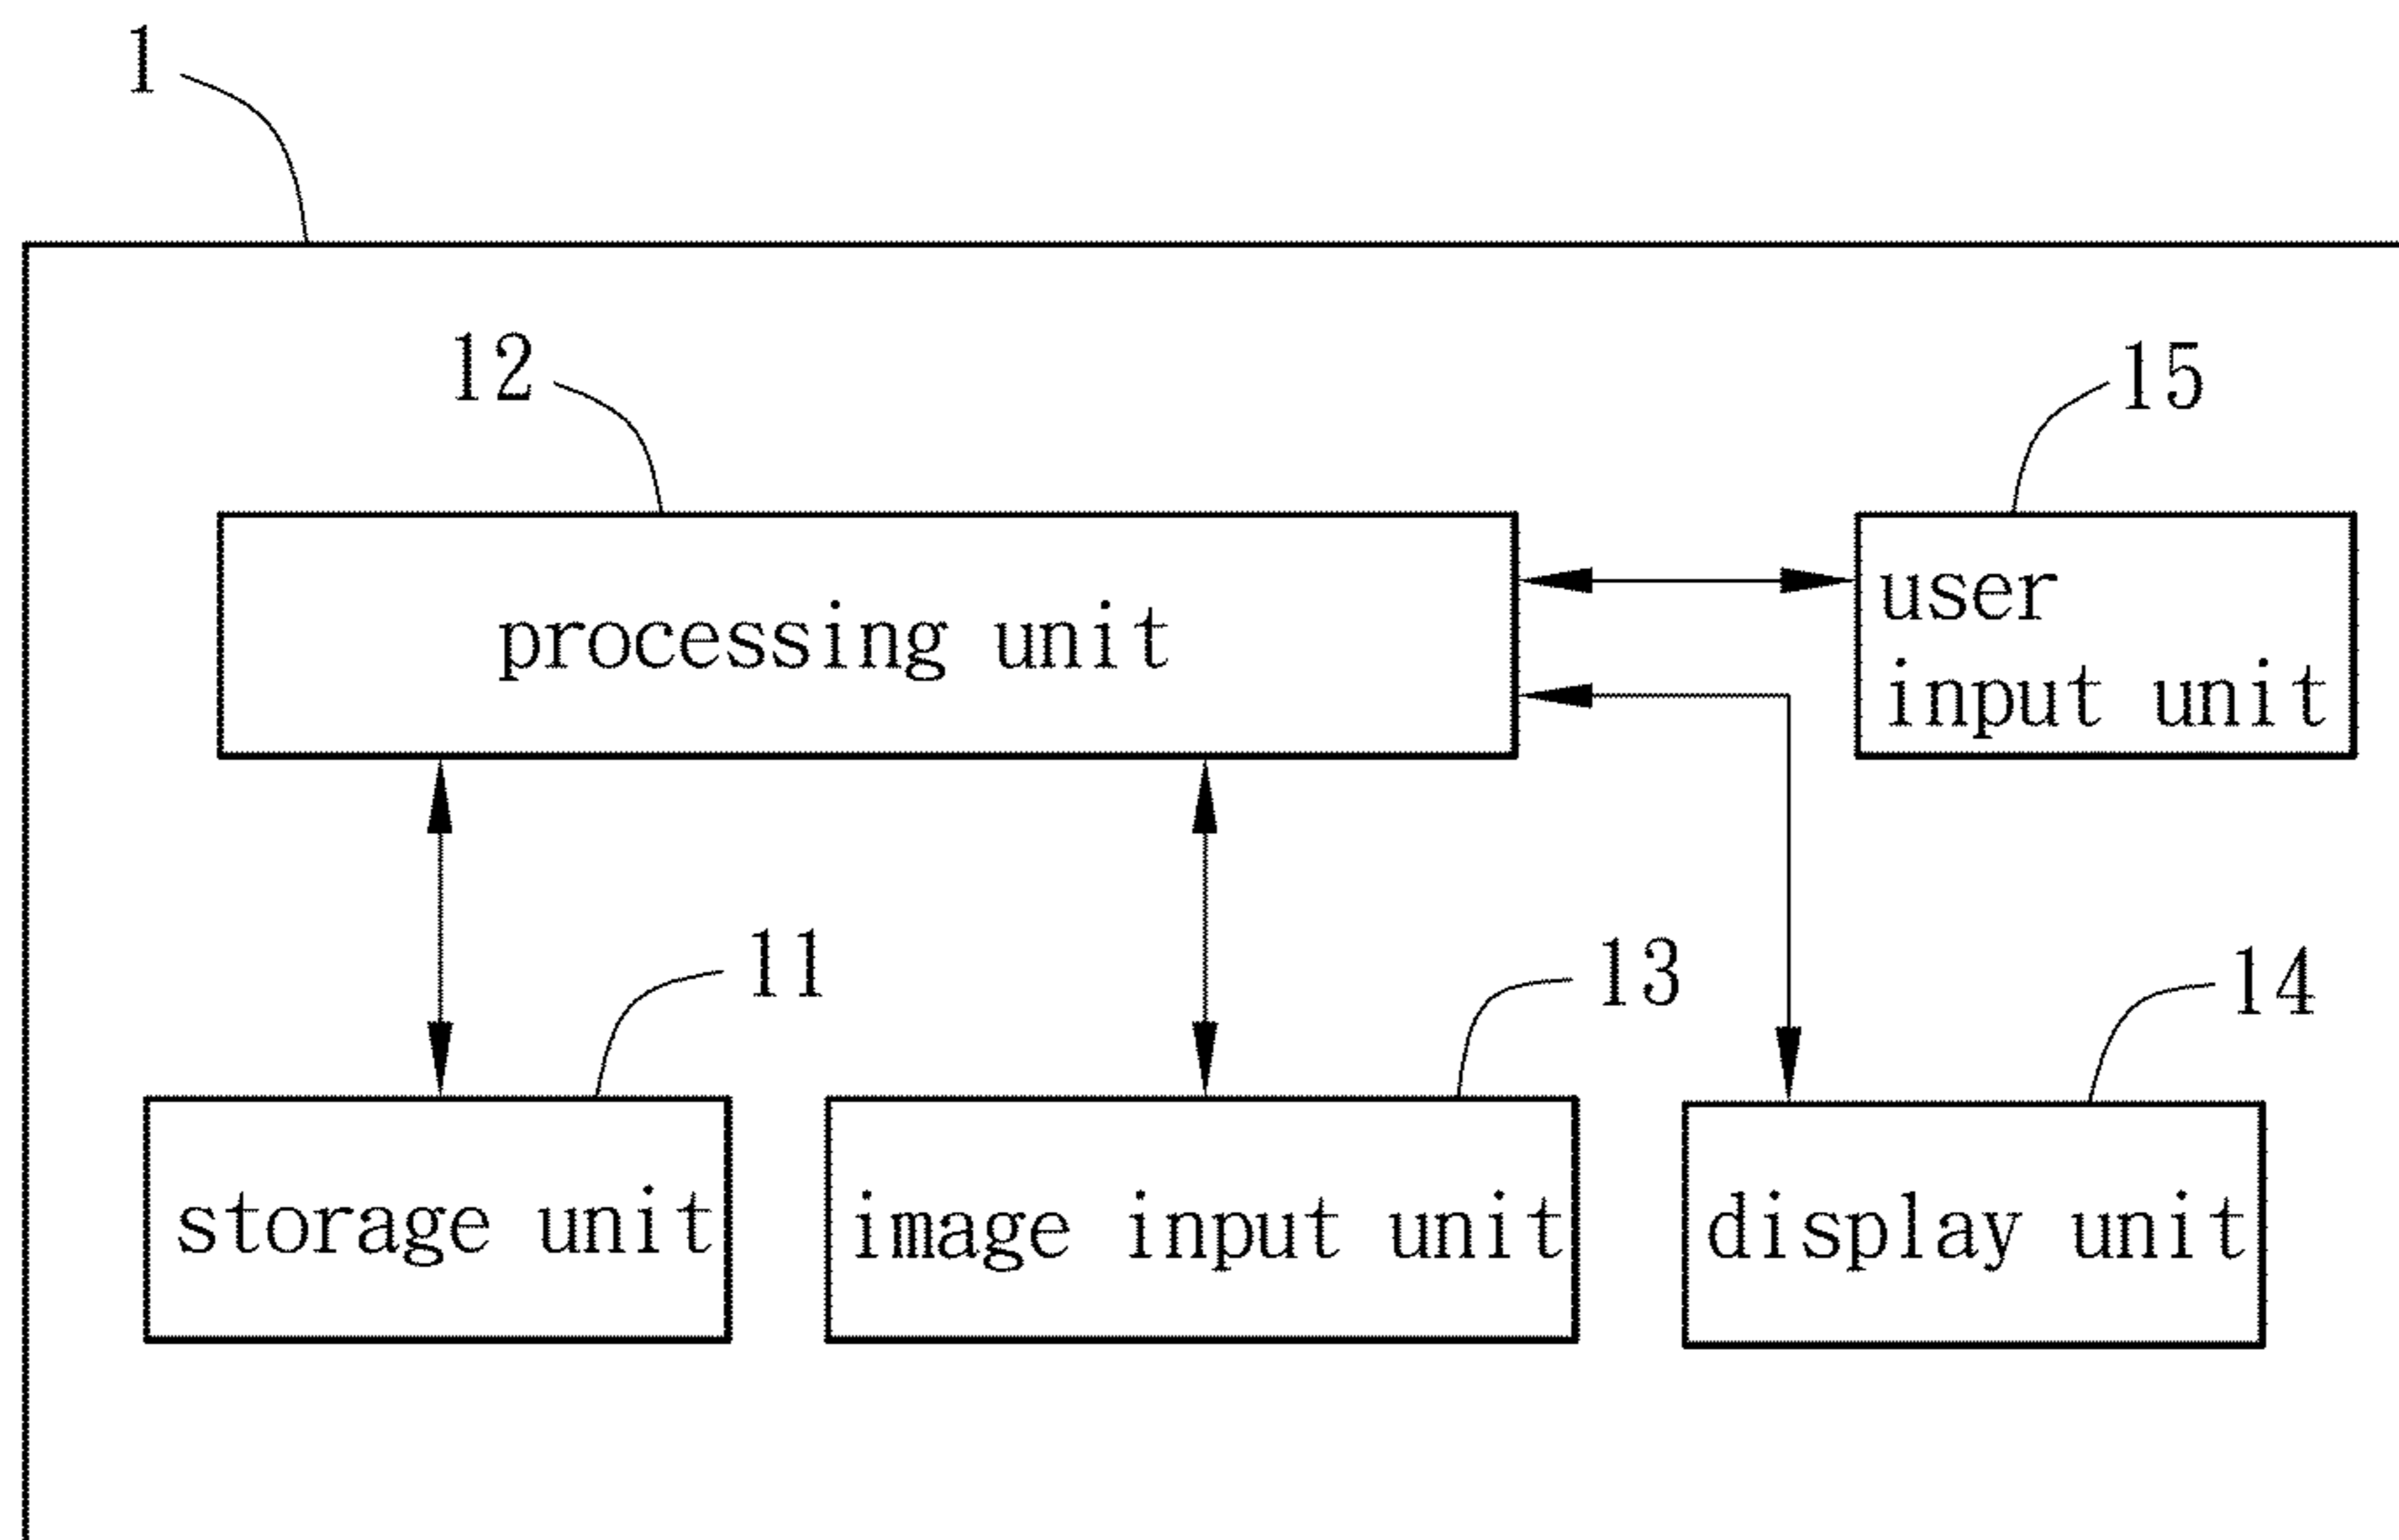 1
12
15
processing unit
user
input unit
11
13
14
storage unit
image input unit
display unit